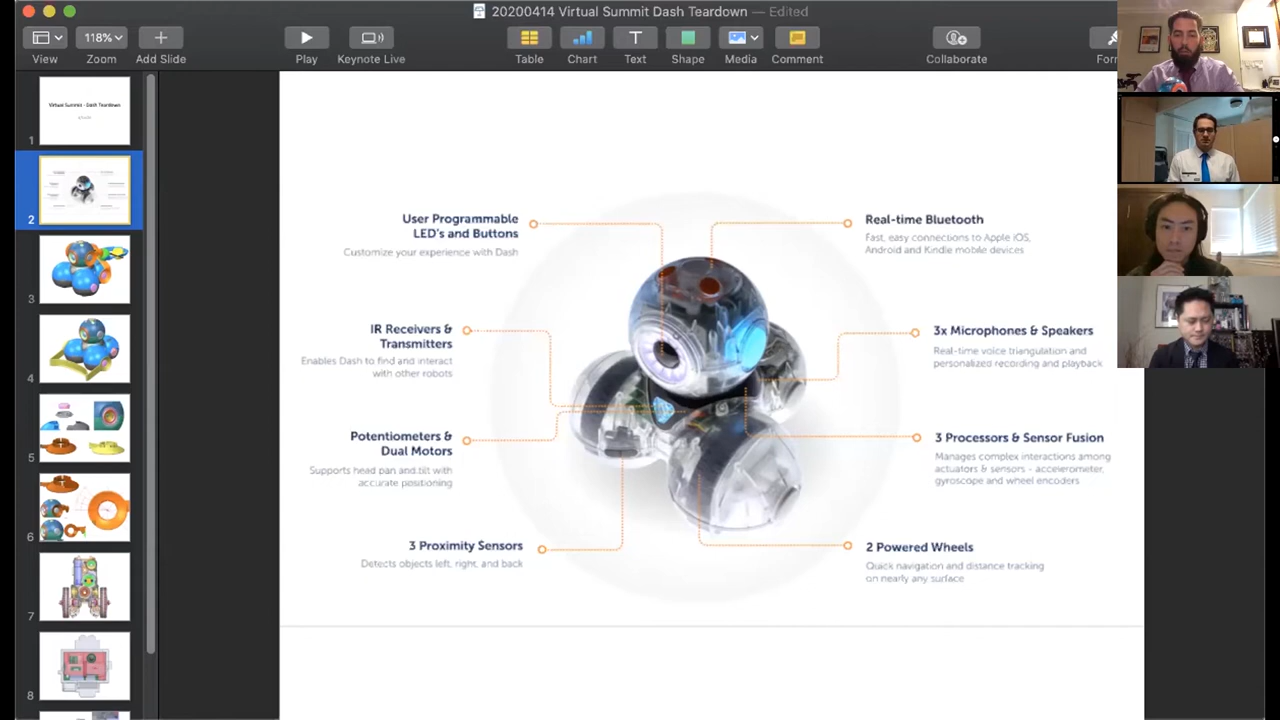 20200414 Virtual Summit Dash Teardown — Edited
118%
View
Zoom
Add Slide
Play
Keynote Live
Table
Chart
Text
Shape
Media
Comment
Collaborate
Form
Virtual Summit - Dash Teardown
1
2
3
4
5
6
7
8
User Programmable
LED's and Buttons
Customize your experience with Dash
IR Receivers &
Transmitters
Enables Dash to find and interact
with other robots
Potentiometers &
Dual Motors
Supports head pan and tilt with
accurate positioning
3 Proximity Sensors
Detects objects left, right, and back
Real-time Bluetooth
Fast, easy connections to Apple iOS,
Android and Kindle mobile devices
3x Microphones & Speakers
Real-time voice triangulation and
personalized recording and playback
3 Processors & Sensor Fusion
Manages complex interactions among
actuators & sensors - accelerometer,
gyroscope and wheel encoders
2 Powered Wheels
Quick navigation and distance tracking
on nearly any surface